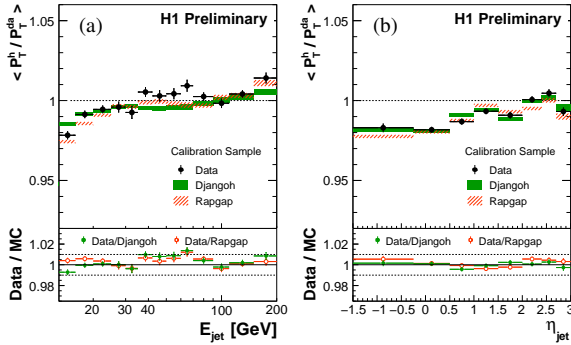 (a)
H1 Preliminary
< P_T^h / P_T^da >
1.05
1
0.95
Calibration Sample
Data
Djangoh
Rapgap
Data / MC
1.02
1
0.98
Data/Djangoh
Data/Rapgap
20
30
40
100
200
E_jet [GeV]
(b)
H1 Preliminary
< P_T^h / P_T^da >
1.05
1
0.95
Calibration Sample
Data
Djangoh
Rapgap
Data / MC
1.02
1
0.98
Data/Djangoh
Data/Rapgap
−1.5
−1
−0.5
0
0.5
1
1.5
2
2.5
3
η_jet